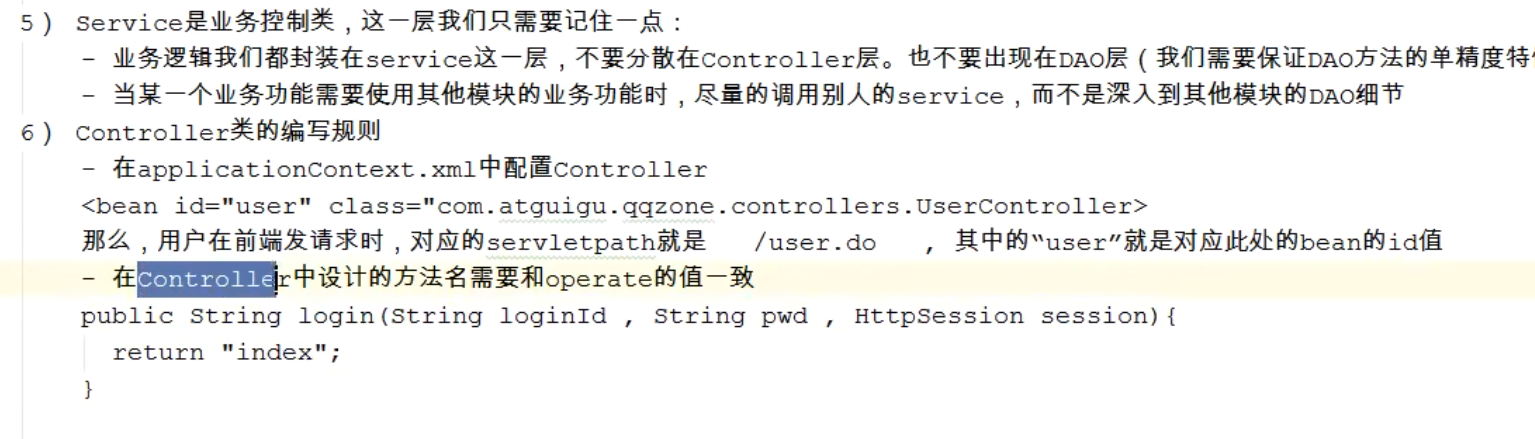 5） Service是业务控制类，这一层我们只需要记住一点：
- 业务逻辑我们都封装在service这一层，不要分散在Controller层。也不要出现在DAO层（我们需要保证DAO方法的单精度特
- 当某一个业务功能需要使用其他模块的业务功能时，尽量的调用别人的service，而不是深入到其他模块的DAO细节
6） Controller类的编写规则
- 在applicationContext.xml中配置Controller
<bean id="user" class="com.atguigu.qqzone.controllers.UserController>
那么，用户在前端发请求时，对应的servletpath就是 /user.do ，其中的“user”就是对应此处的bean的id值
- 在Controller中设计的方法名需要和operate的值一致
public String login(String loginId , String pwd , HttpSession session){
return "index";
}